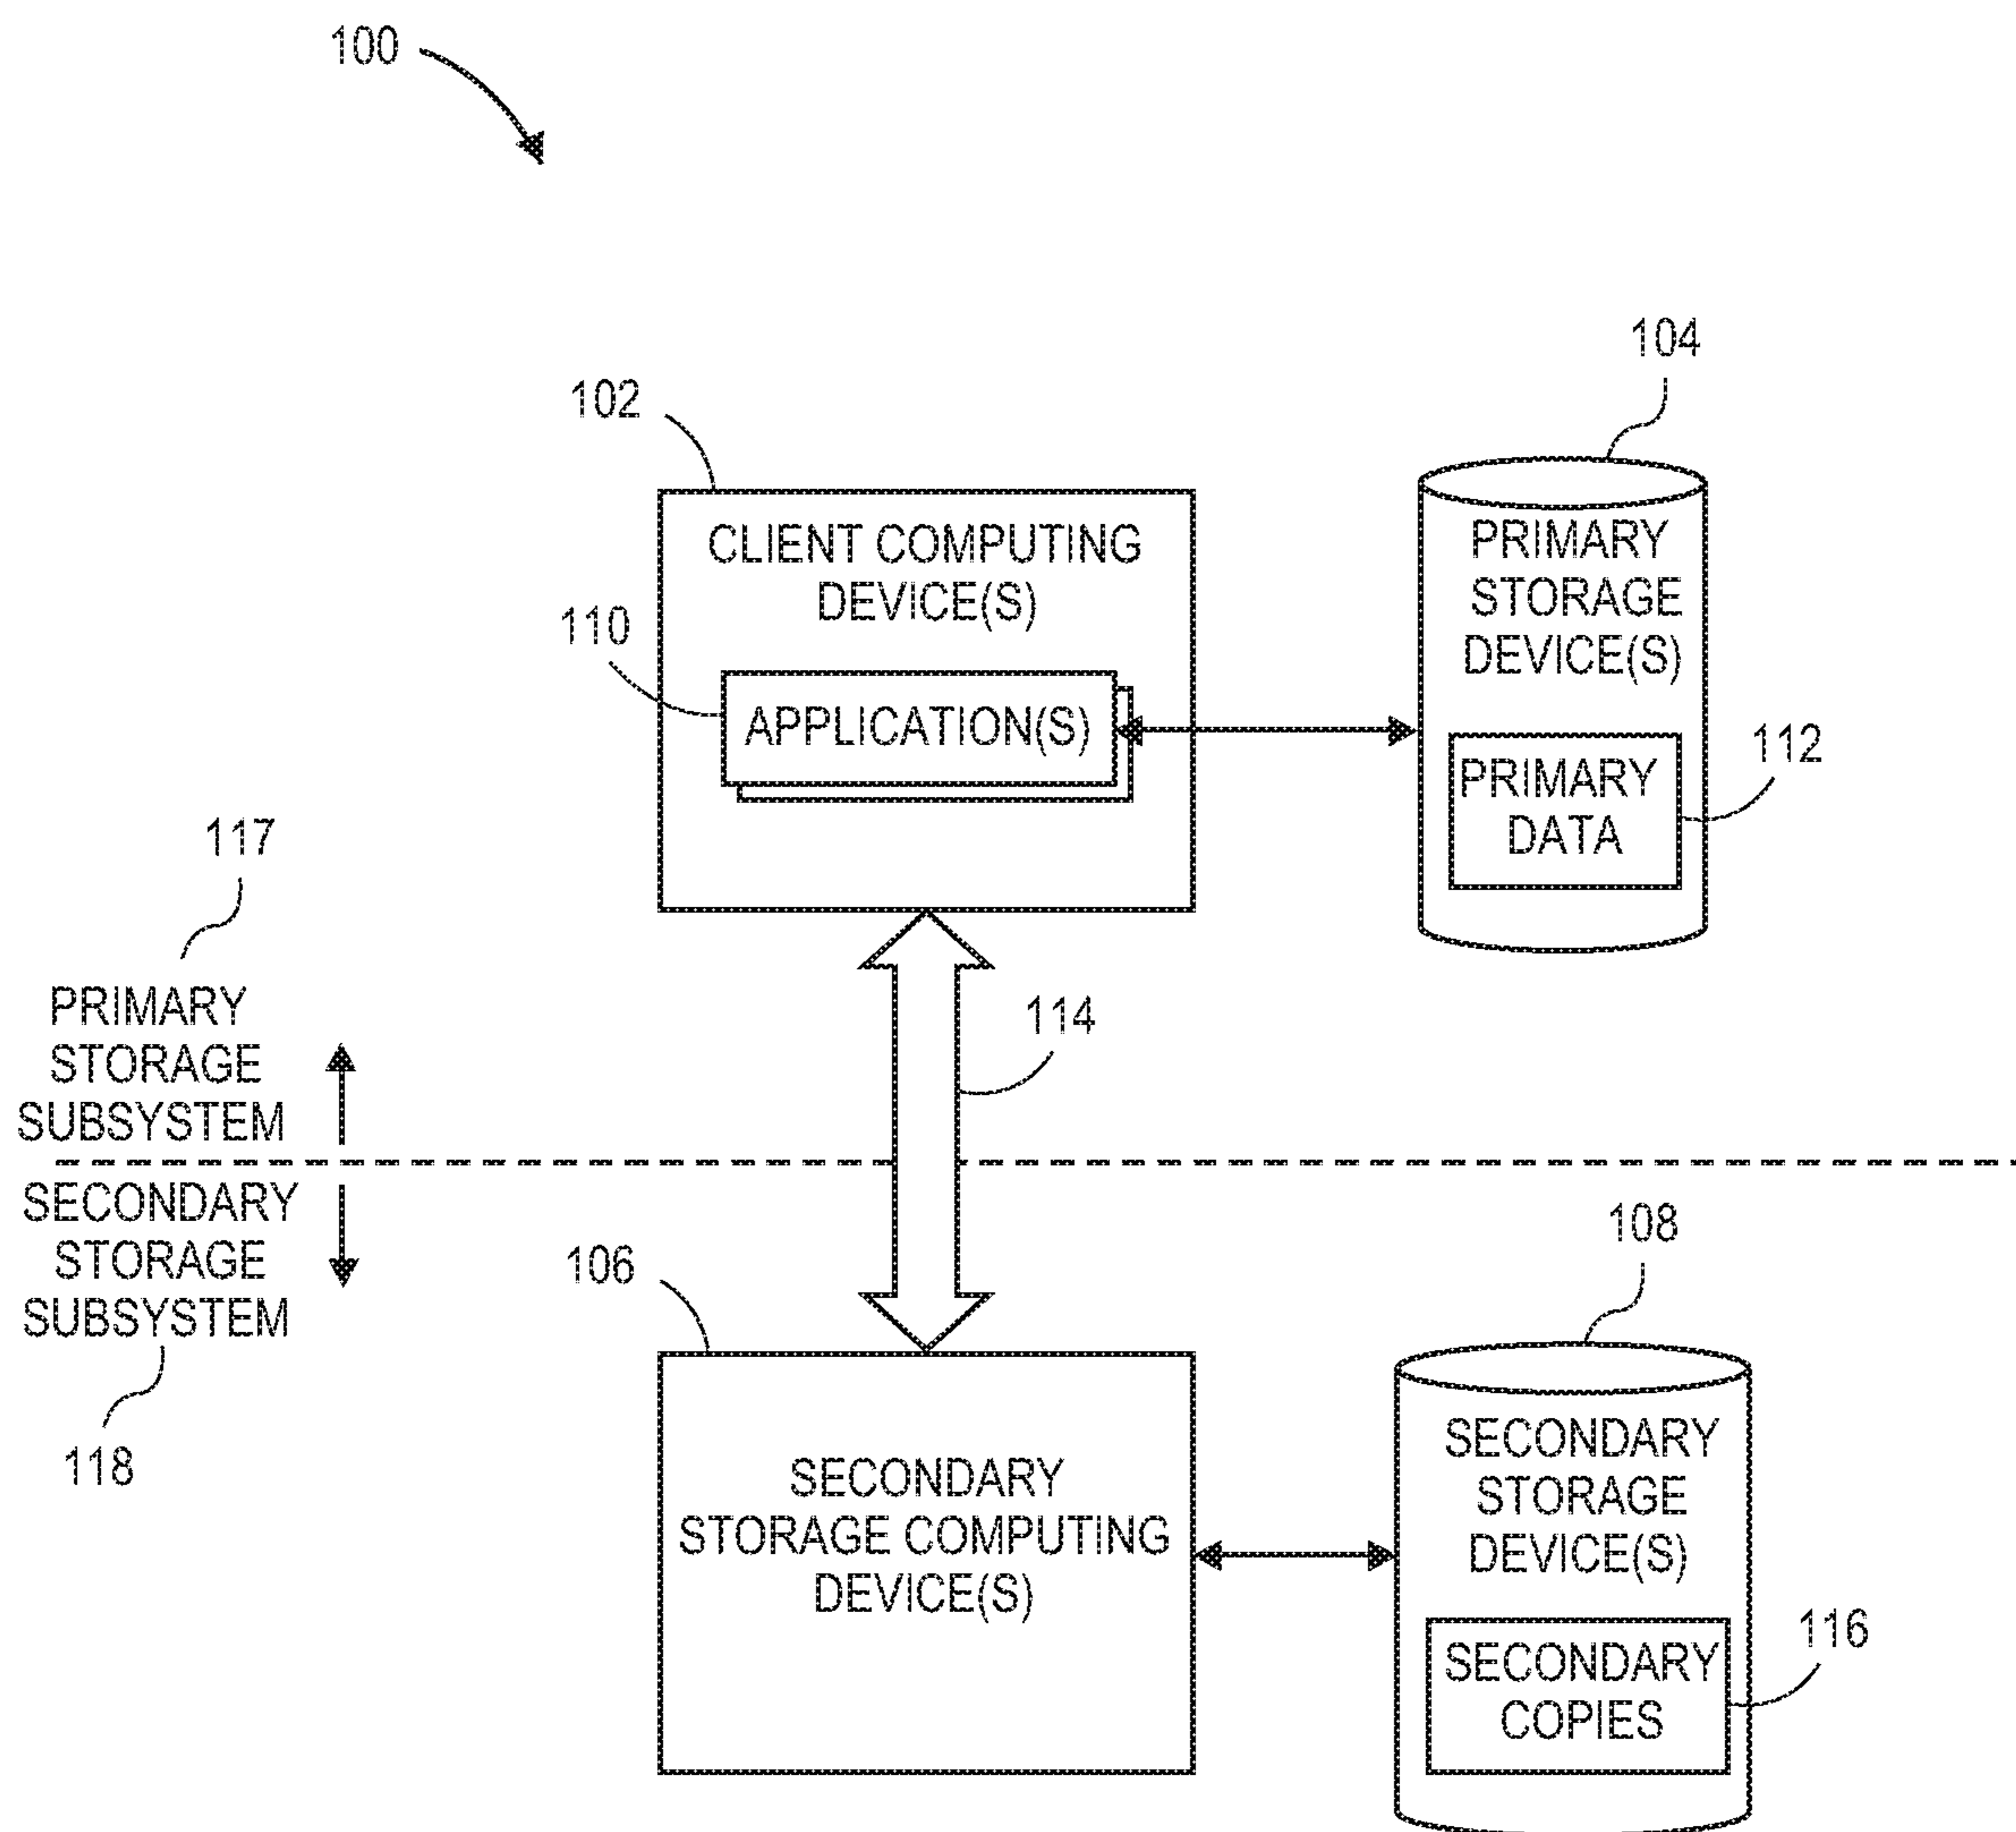 100
104
102
CLIENT COMPUTING
DEVICE(S)
110
APPLICATION(S)
PRIMARY
STORAGE
DEVICE(S)
PRIMARY
DATA
112
117
PRIMARY
STORAGE
SUBSYSTEM
114
SECONDARY
STORAGE
SUBSYSTEM
118
106
SECONDARY
STORAGE COMPUTING
DEVICE(S)
108
SECONDARY
STORAGE
DEVICE(S)
SECONDARY
COPIES
116